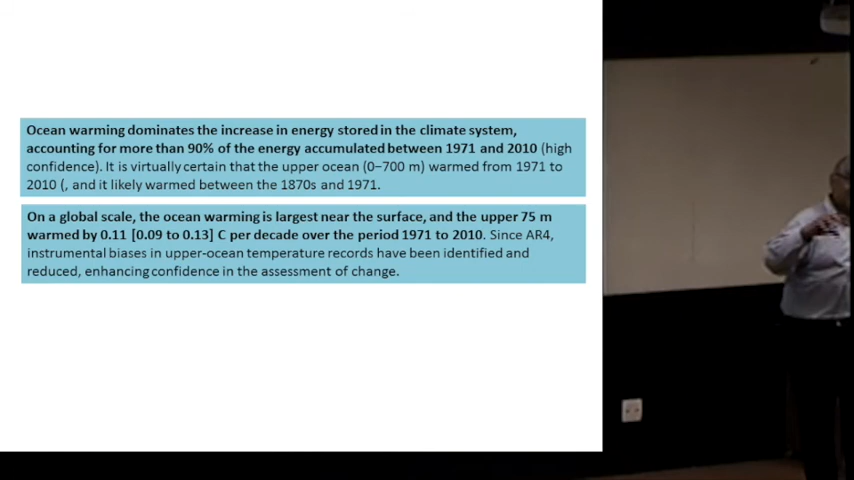 Ocean warming dominates the increase in energy stored in the climate system,
accounting for more than 90% of the energy accumulated between 1971 and 2010 (high
confidence). It is virtually certain that the upper ocean (0−700 m) warmed from 1971 to
2010 (, and it likely warmed between the 1870s and 1971.
On a global scale, the ocean warming is largest near the surface, and the upper 75 m
warmed by 0.11 [0.09 to 0.13] C per decade over the period 1971 to 2010. Since AR4,
instrumental biases in upper-ocean temperature records have been identified and
reduced, enhancing confidence in the assessment of change.